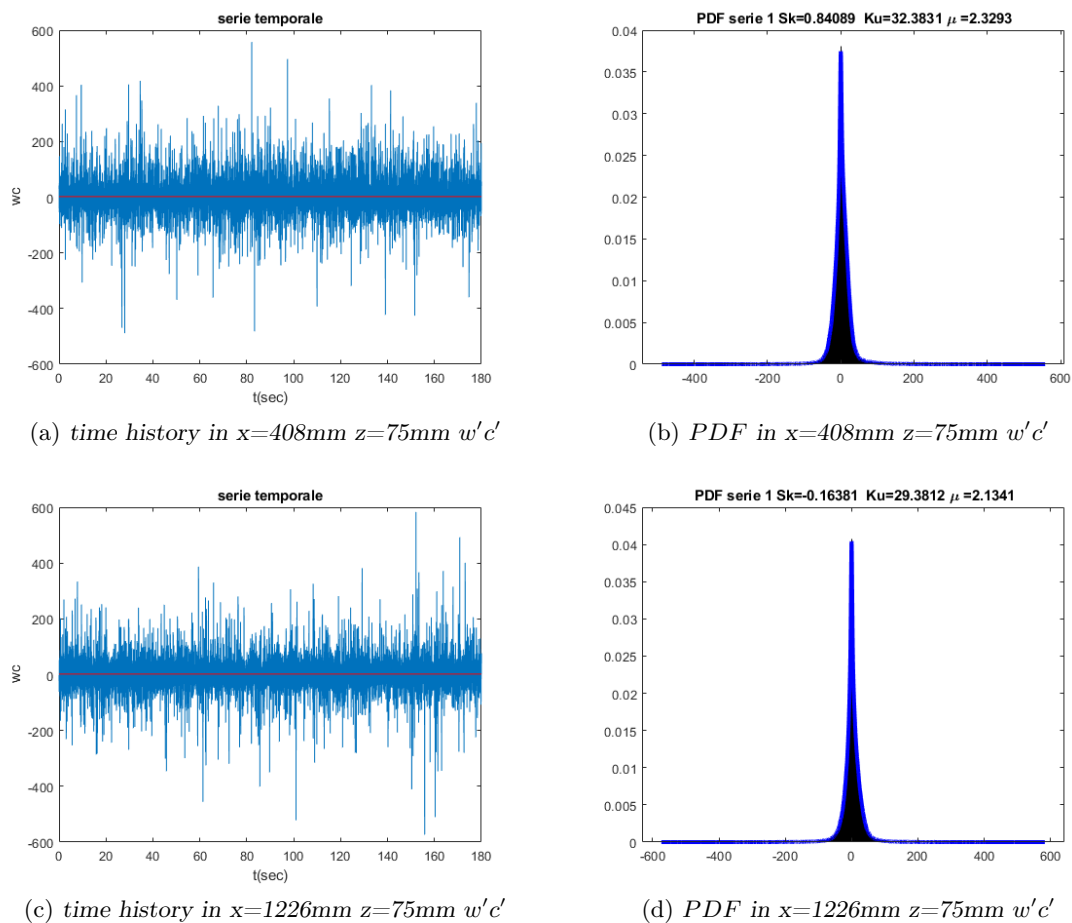 serie temporale
600
400
200
0
-200
-400
-600
wc
0 20 40 60 80 100 120 140 160 180
t(sec)
(a) time history in x=408mm z=75mm w'c'
PDF serie 1 Sk=0.84089 Ku=32.3831 μ =2.3293
0.04
0.035
0.03
0.025
0.02
0.015
0.01
0.005
0
-400 -200 0 200 400 600
(b) PDF in x=408mm z=75mm w'c'
serie temporale
600
400
200
0
-200
-400
-600
wc
0 20 40 60 80 100 120 140 160 180
t(sec)
(c) time history in x=1226mm z=75mm w'c'
PDF serie 1 Sk=-0.16381 Ku=29.3812 μ =2.1341
0.045
0.04
0.035
0.03
0.025
0.02
0.015
0.01
0.005
0
-600 -400 -200 0 200 400 600
(d) PDF in x=1226mm z=75mm w'c'